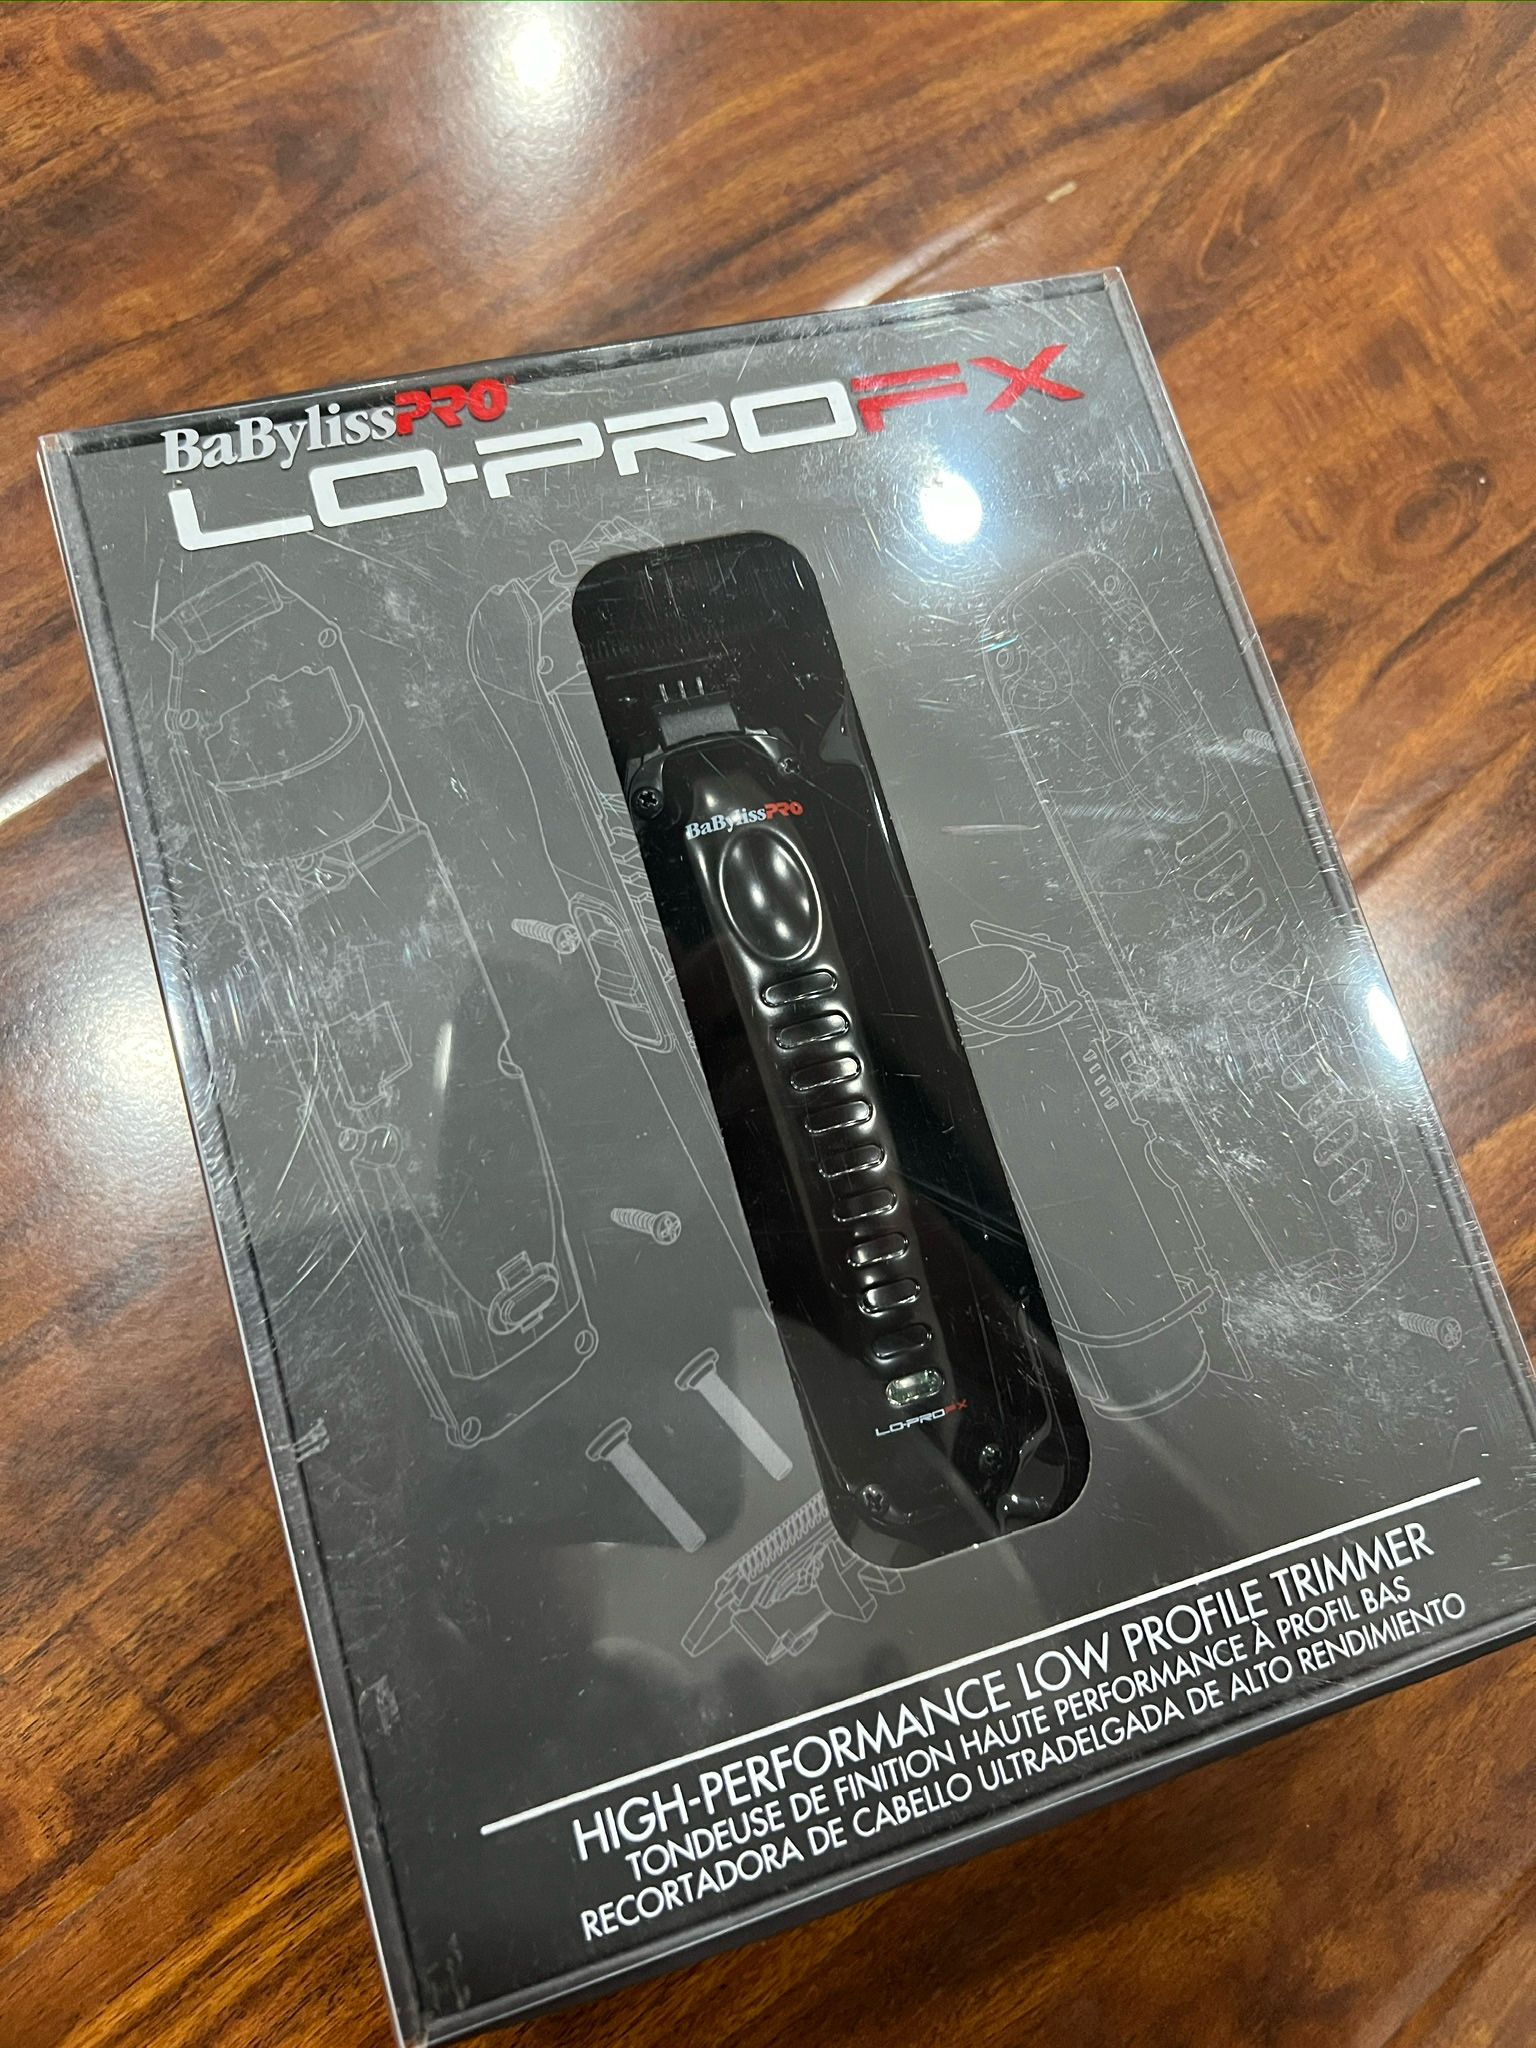 BaBylissPRO®
LO-PROFX
BaBylissPRO
LO-PROFX
HIGH-PERFORMANCE LOW PROFILE TRIMMER
TONDEUSE DE FINITION HAUTE PERFORMANCE À PROFIL BAS
RECORTADORA DE CABELLO ULTRADELGADA DE ALTO RENDIMIENTO